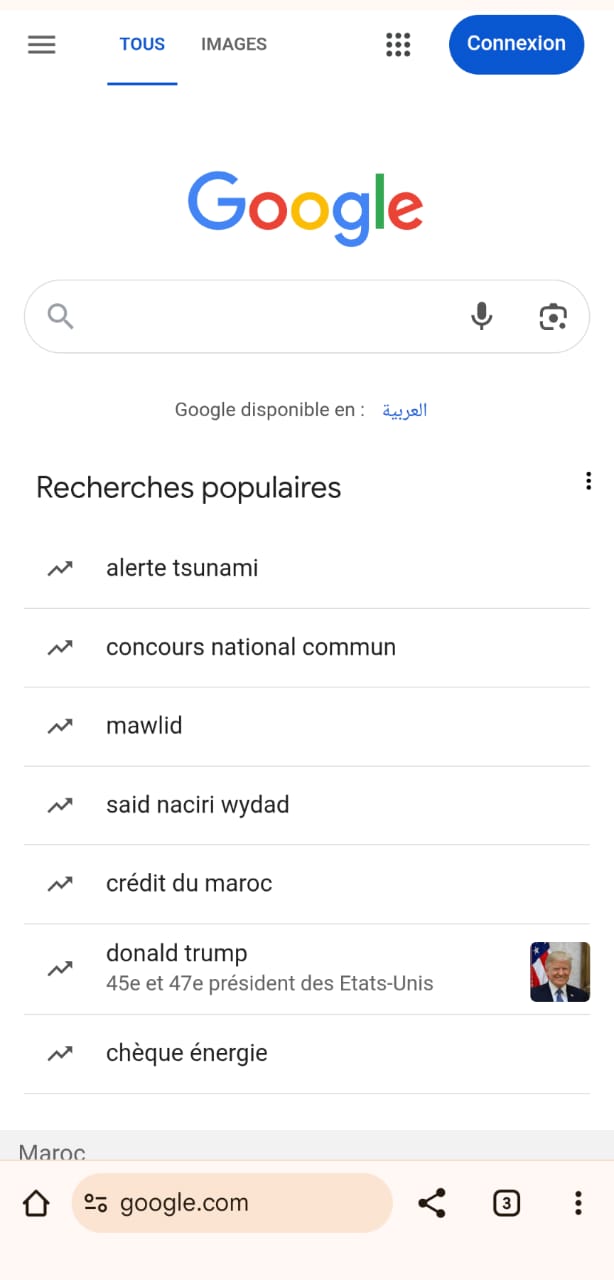 TOUS
IMAGES
Connexion
Google
Google disponible en : العربية
Recherches populaires
alerte tsunami
concours national commun
mawlid
said naciri wydad
crédit du maroc
donald trump
45e et 47e président des Etats-Unis
chèque énergie
Maroc
google.com
3